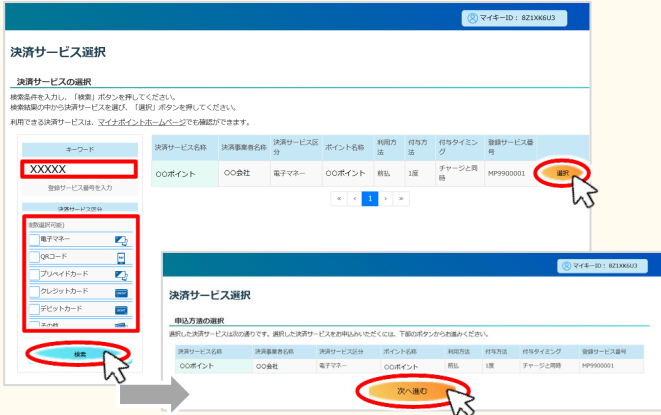 マイキーID： 8Z1XK6U3
決済サービス選択
決済サービスの選択
検索条件を入力し、「検索」ボタンを押してください。
検索結果の中から決済サービスを選び、「選択」ボタンを押してください。
利用できる決済サービスは、マイナポイントホームページでも確認ができます。
キーワード
XXXXX
登録サービス番号を入力
決済サービス区分
複数選択可能)
電子マネー
QRコード
プリペイドカード
クレジットカード
デビットカード
その他
検索
決済サービス名称 決済事業者名称 決済サービス区分 ポイント名称 利用方法 付与方法 付与タイミング 登録サービス番号
〇〇ポイント 〇〇会社 電子マネー 〇〇ポイント 前払 1度 チャージと同時 MP9900001 選択
« ‹ 1 › »
マイキーID： 8Z1XK6U3
決済サービス選択
申込方法の選択
選択した決済サービスは次の通りです。選択した決済サービスをお申込みいただくには、下部のボタンからお進みください。
決済サービス名称 決済事業者名称 決済サービス区分 ポイント名称 利用方法 付与方法 付与タイミング 登録サービス番号
〇〇ポイント 〇〇会社 電子マネー 〇〇ポイント 前払 1度 チャージと同時 MP9900001
次へ進む